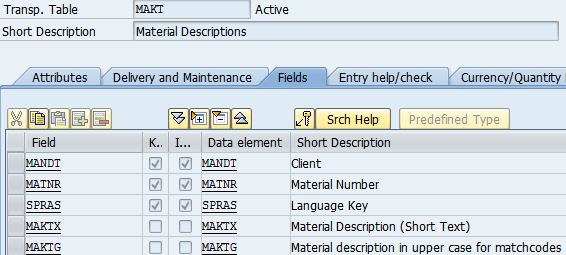 Transp. Table MAKT Active
Short Description Material Descriptions
Attributes Delivery and Maintenance Fields Entry help/check Currency/Quantity
Srch Help Predefined Type
Field K.. I... Data element Short Description
MANDT MANDT Client
MATNR MATNR Material Number
SPRAS SPRAS Language Key
MAKTX MAKTX Material Description (Short Text)
MAKTG MAKTG Material description in upper case for matchcodes